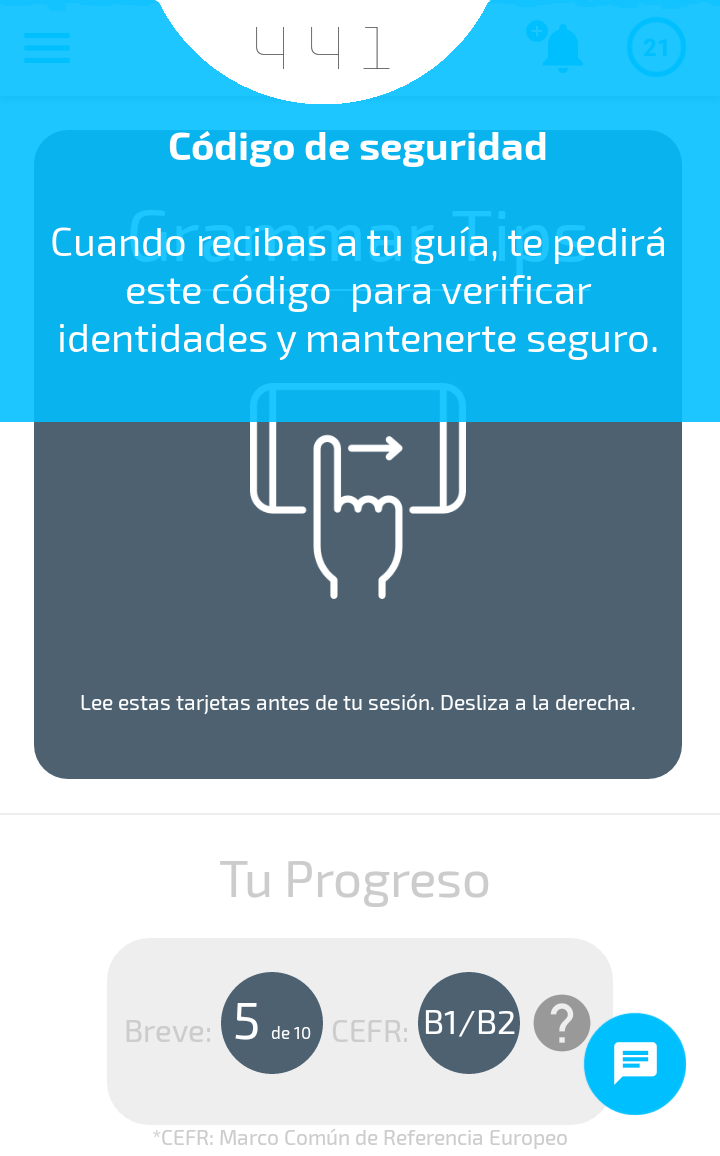 441
21
Código de seguridad
Grammar Tips
Cuando recibas a tu guía, te pedirá
este código para verificar
identidades y mantenerte seguro.
Lee estas tarjetas antes de tu sesión. Desliza a la derecha.
Tu Progreso
Breve: 5 de 10 CEFR: B1/B2 ?
*CEFR: Marco Común de Referencia Europeo